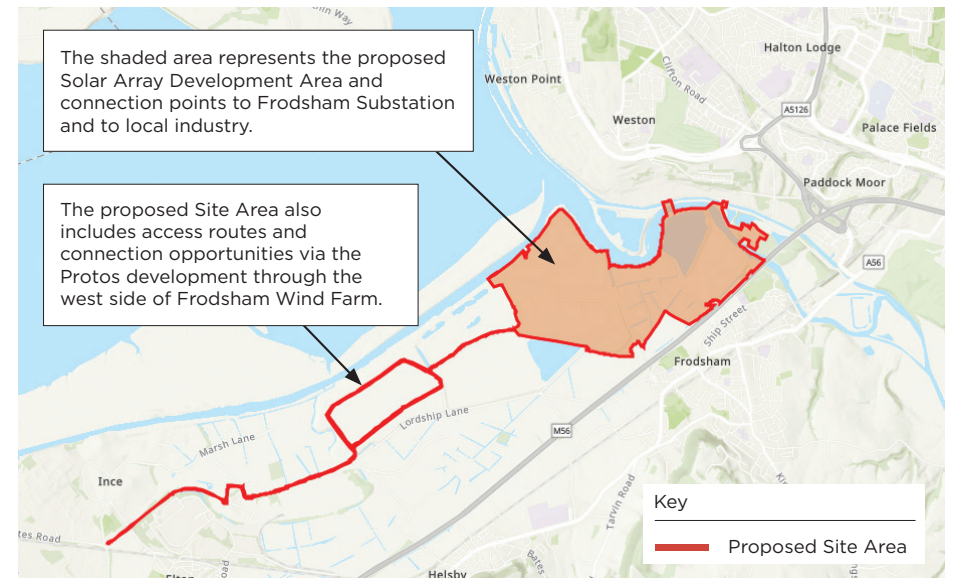 The shaded area represents the proposed
Solar Array Development Area and
connection points to Frodsham Substation
and to local industry.
The proposed Site Area also
includes access routes and
connection opportunities via the
Protos development through the
west side of Frodsham Wind Farm.
Way
Halton Lodge
Weston Point
Clifton Road
A5126
Weston
Palace Fields
Paddock Moor
A56
Ship Street
Frodsham
Lordship Lane
M56
Marsh Lane
Ince
Tarvin Road
Road
Helsby
Key
Proposed Site Area